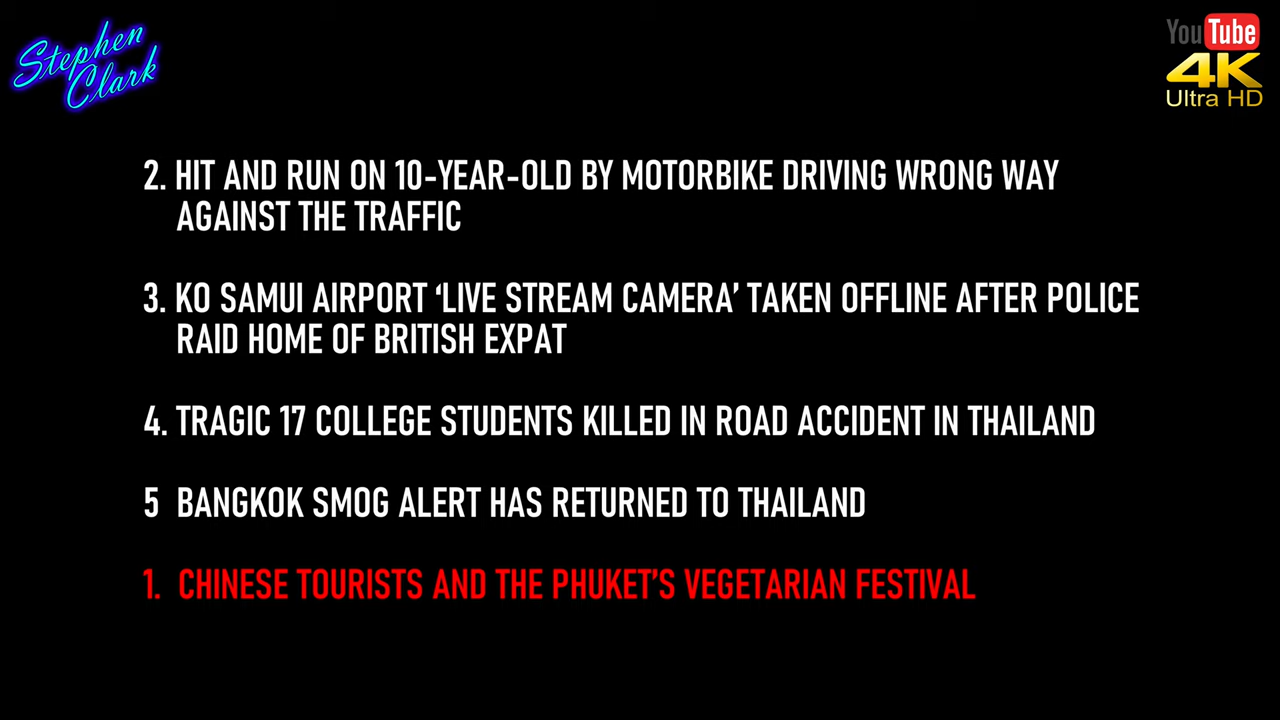 Stephen
Clark
YouTube
4K
Ultra HD
2. HIT AND RUN ON 10-YEAR-OLD BY MOTORBIKE DRIVING WRONG WAY
AGAINST THE TRAFFIC
3. KO SAMUI AIRPORT ‘LIVE STREAM CAMERA’ TAKEN OFFLINE AFTER POLICE
RAID HOME OF BRITISH EXPAT
4. TRAGIC 17 COLLEGE STUDENTS KILLED IN ROAD ACCIDENT IN THAILAND
5 BANGKOK SMOG ALERT HAS RETURNED TO THAILAND
1. CHINESE TOURISTS AND THE PHUKET’S VEGETARIAN FESTIVAL